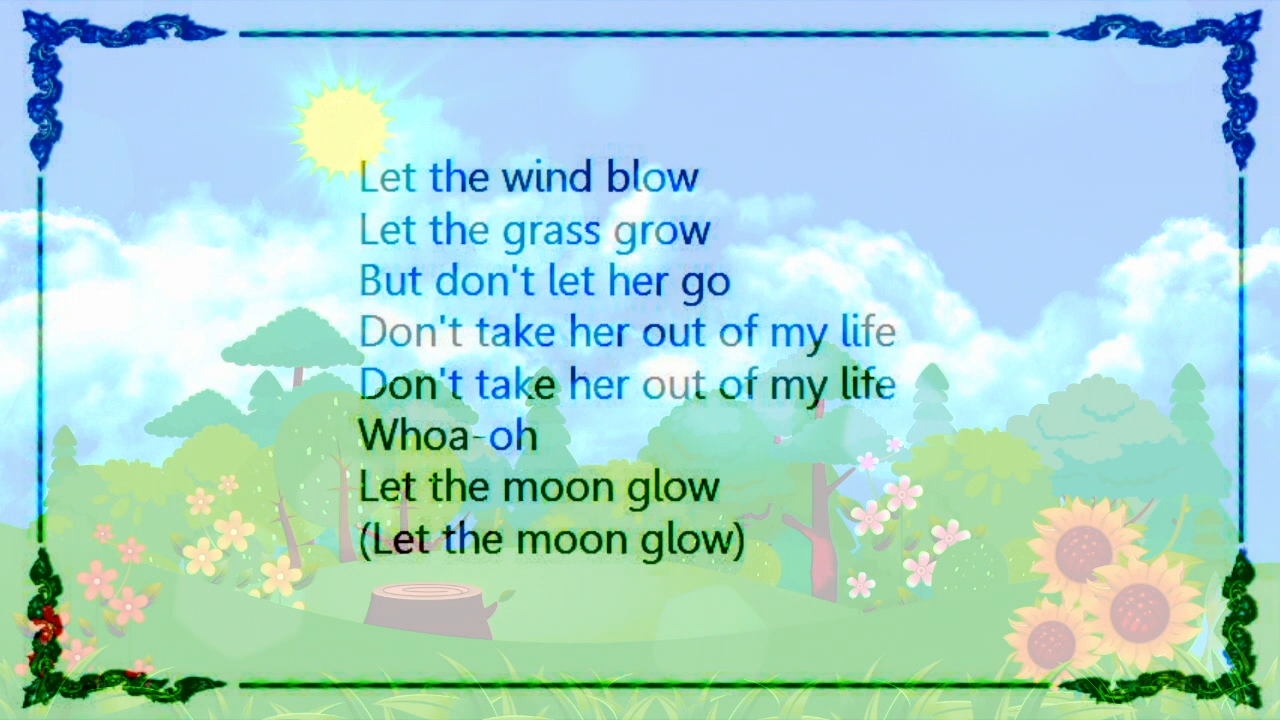 Let the wind blow
Let the grass grow
But don't let her go
Don't take her out of my life
Don't take her out of my life
Whoa-oh
Let the moon glow
(Let the moon glow)